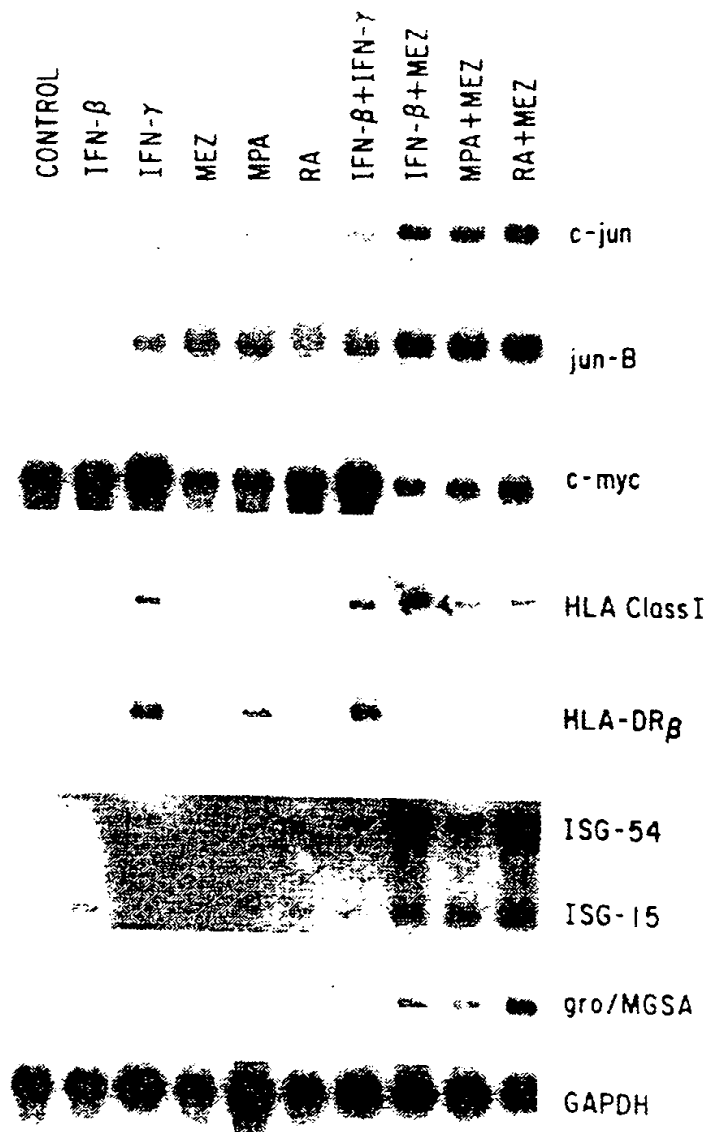 CONTROL
IFN-β
IFN-γ
MEZ
MPA
RA
IFN-β+IFN-γ
IFN-β+MEZ
MPA+MEZ
RA+MEZ
c-jun
jun-B
c-myc
HLA Class I
HLA-DRβ
ISG-54
ISG-15
gro/MGSA
GAPDH